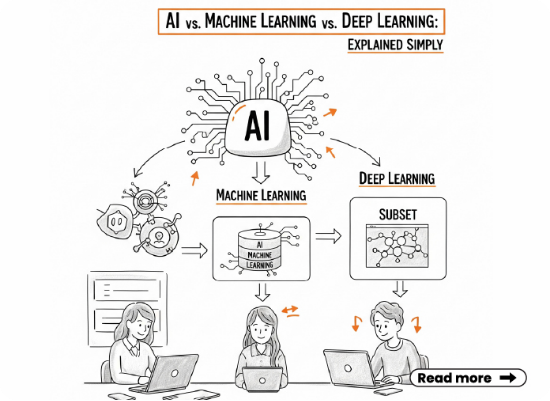 AI vs. Machine Learning vs. Deep Learning:
Explained Simply
AI
Machine Learning
Deep Learning
Subset
AI
Machine
Learning
Read more